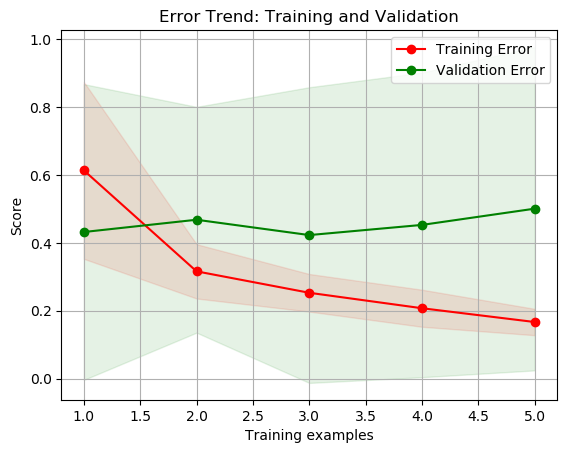 Error Trend: Training and Validation
Training Error
Validation Error
Score
1.0
0.8
0.6
0.4
0.2
0.0
1.0 1.5 2.0 2.5 3.0 3.5 4.0 4.5 5.0
Training examples